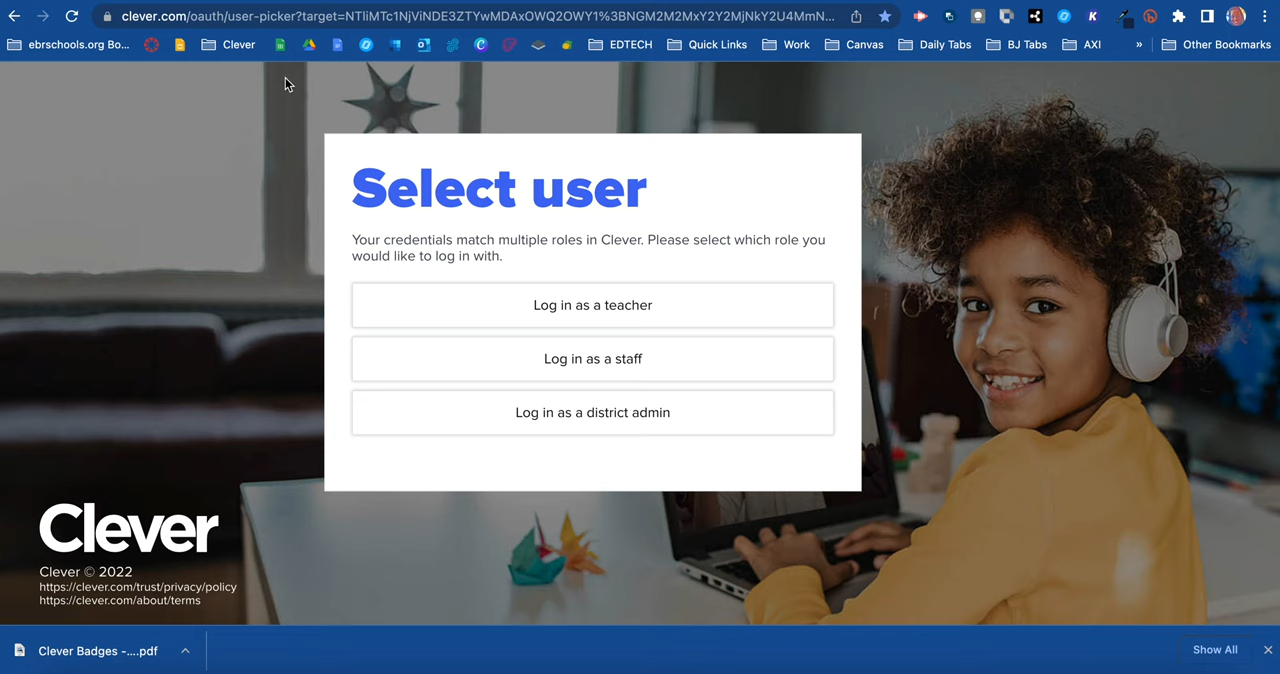 clever.com/oauth/user-picker?target=NTliMTc1NjViNDE3ZTYwMDAxOWQ2OWY1%3BNGM2M2MxY2Y2MjNkY2U4MmN...
ebrschools.org Bo...
Clever
EDTECH
Quick Links
Work
Canvas
Daily Tabs
BJ Tabs
AXI
»
Other Bookmarks
Select user
Your credentials match multiple roles in Clever. Please select which role you
would like to log in with.
Log in as a teacher
Log in as a staff
Log in as a district admin
Clever
Clever © 2022
https://clever.com/trust/privacy/policy
https://clever.com/about/terms
Clever Badges -....pdf
Show All